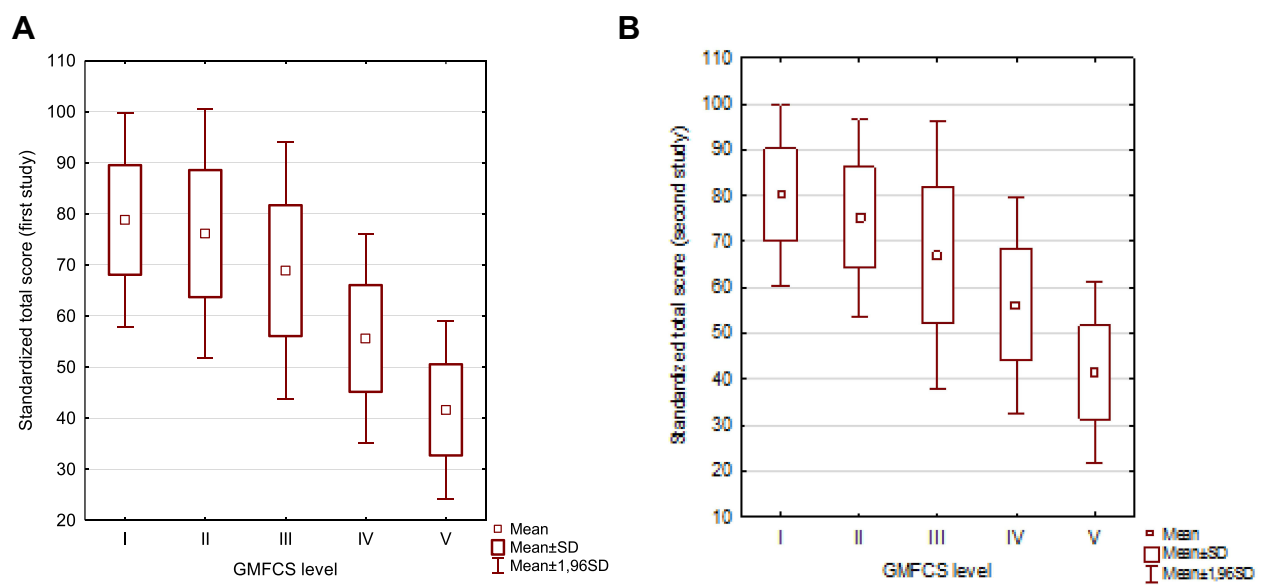 A
Standardized total score (first study)
110
100
90
80
70
60
50
40
30
20
I II III IV V
GMFCS level
Mean
Mean±SD
Mean±1,96SD
B
Standardized total score (second study)
110
100
90
80
70
60
50
40
30
20
10
I II III IV V
GMFCS level
Mean
Mean±SD
Mean±1,96SD